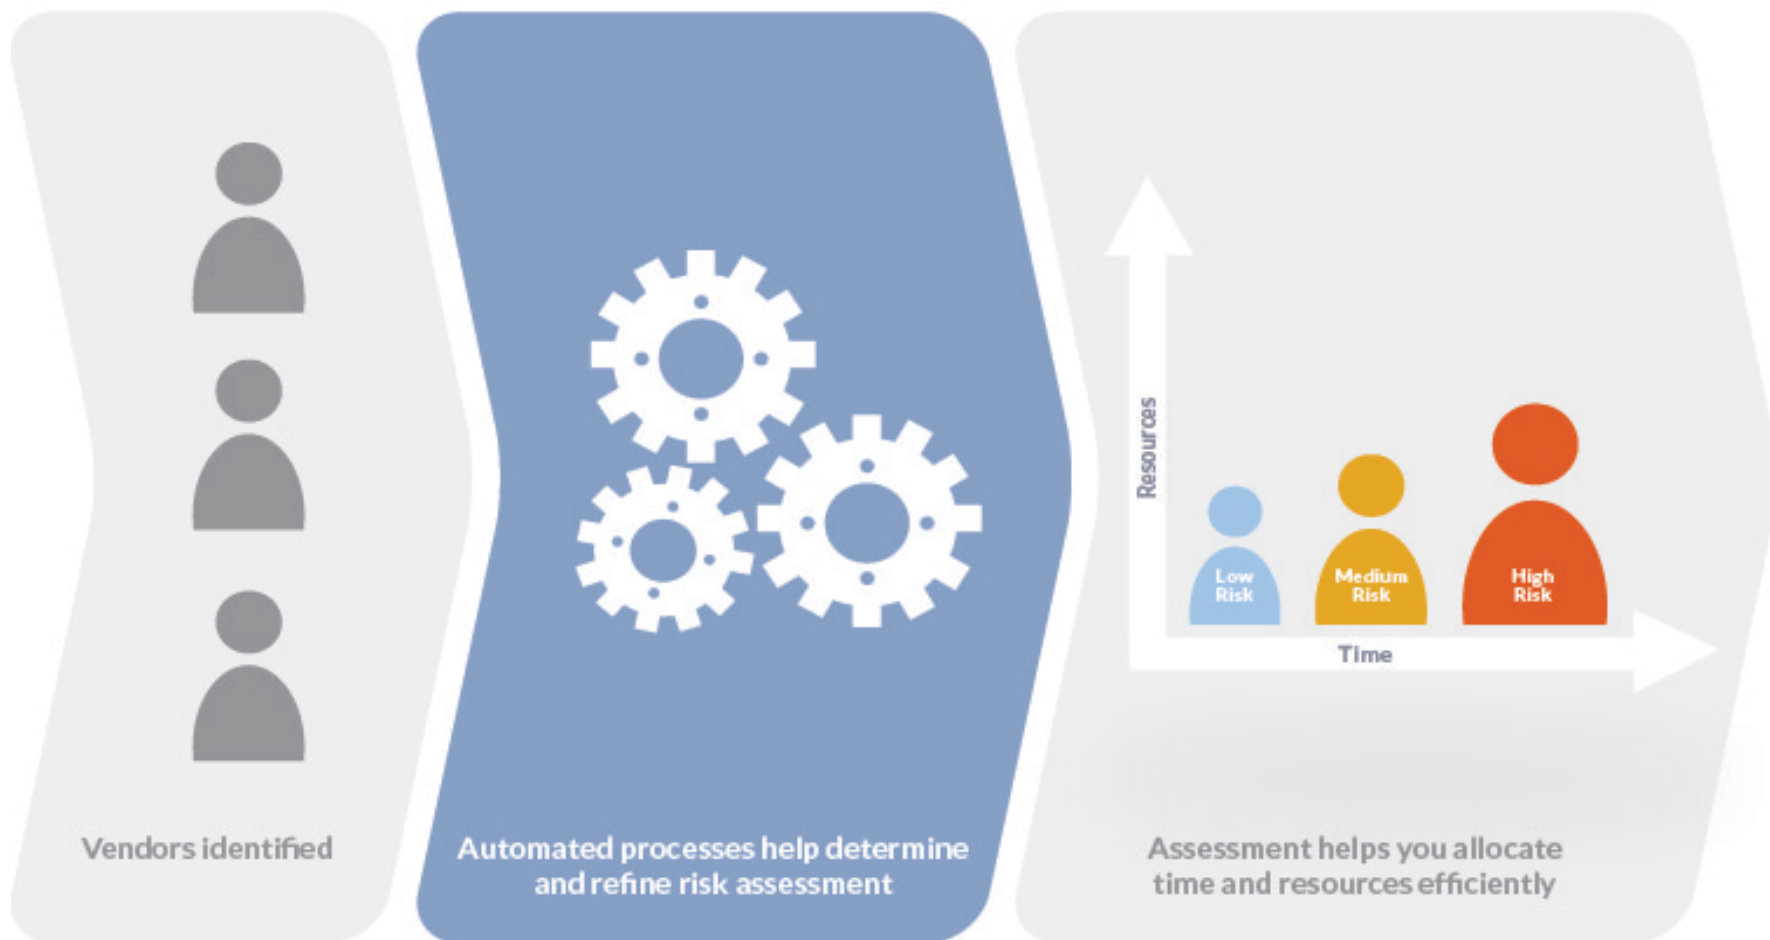 Vendors identified
Automated processes help determine
and refine risk assessment
Resources
Low
Risk
Medium
Risk
High
Risk
Time
Assessment helps you allocate
time and resources efficiently